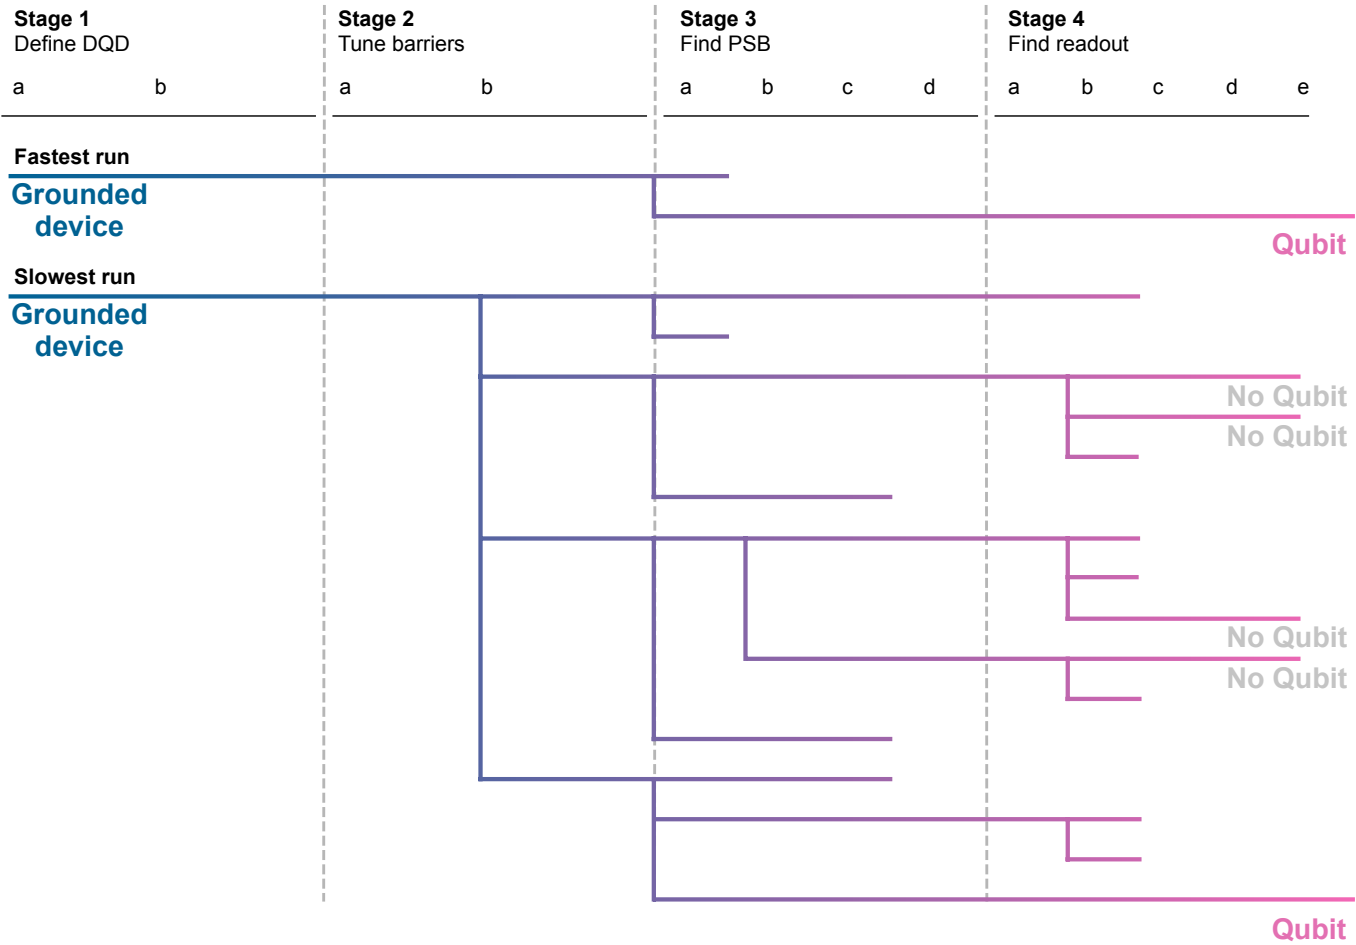 Stage 1
Define DQD
Stage 2
Tune barriers
Stage 3
Find PSB
Stage 4
Find readout
a b
a b
a b c d
a b c d e
Fastest run
Grounded
device
Qubit
Slowest run
Grounded
device
No Qubit
No Qubit
No Qubit
No Qubit
Qubit